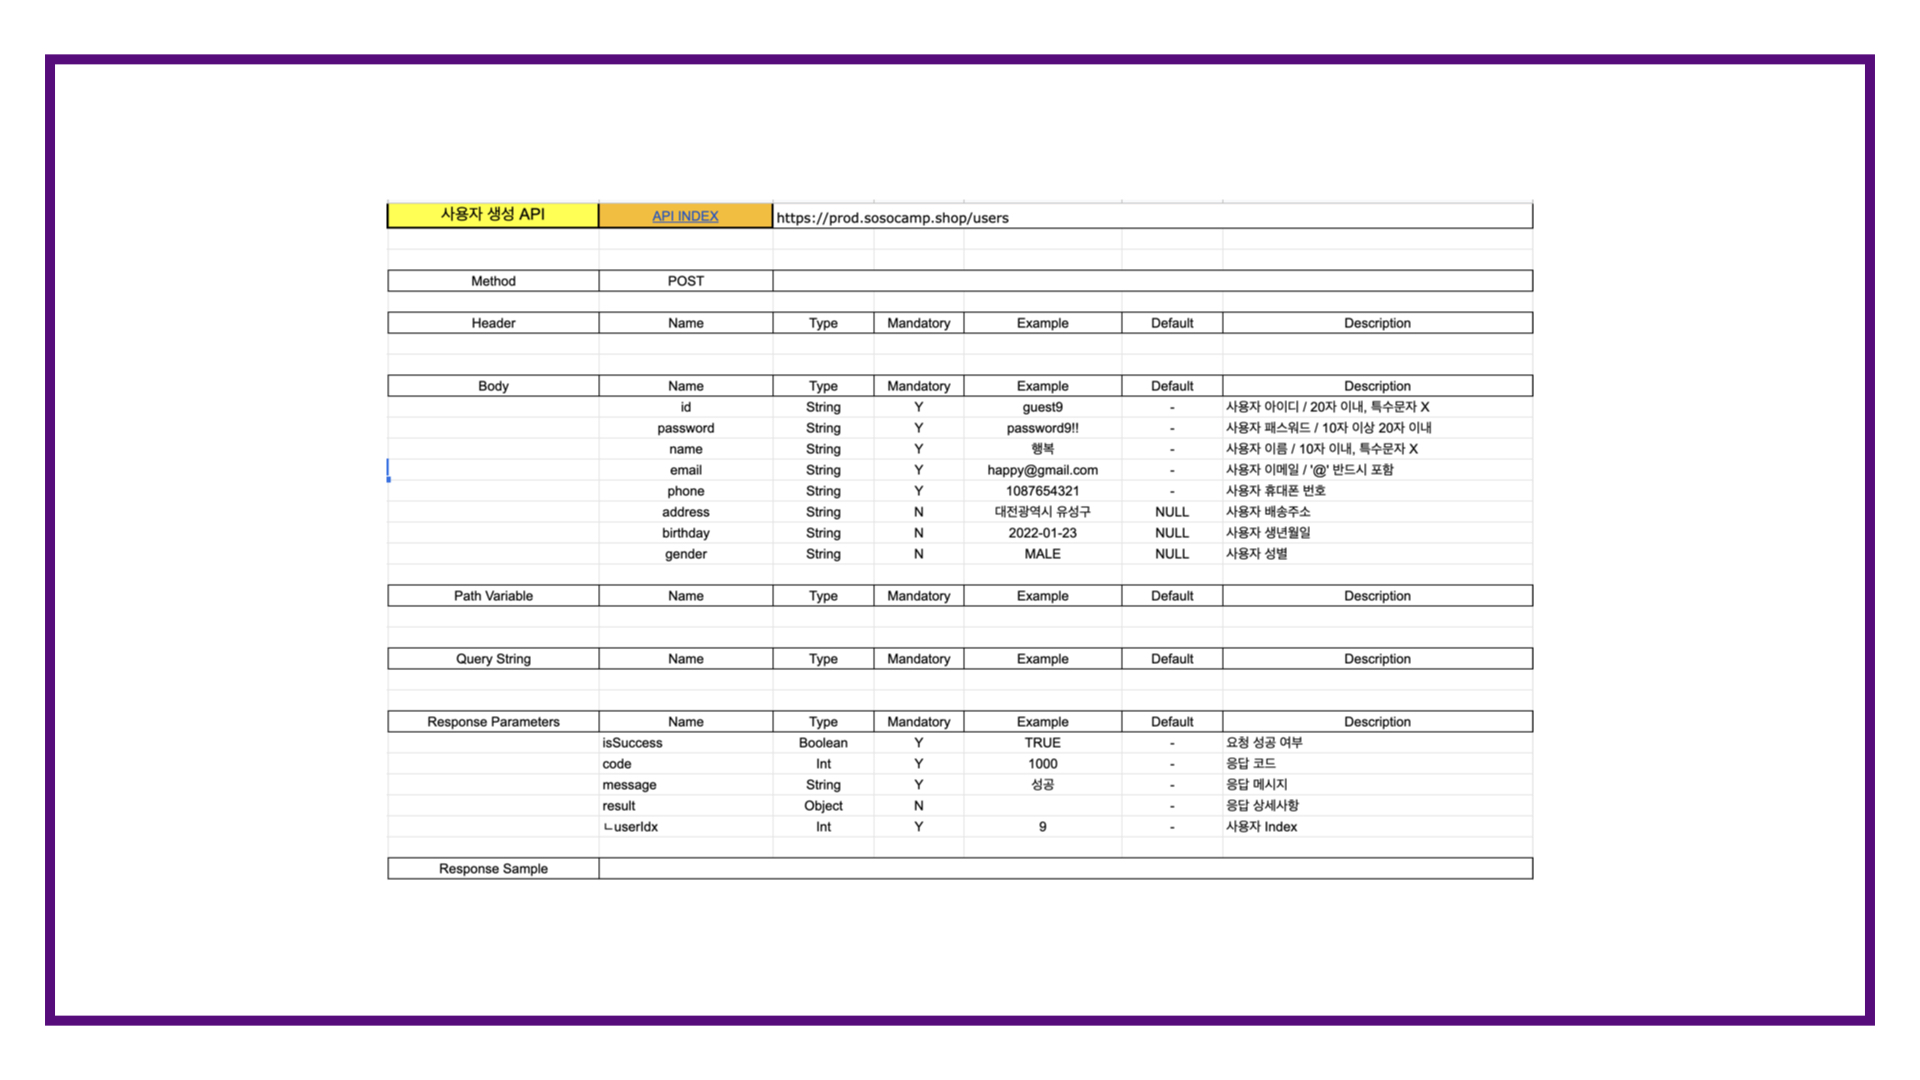 사용자 생성 API API INDEX https://prod.sosocamp.shop/users
Method POST
Header Name Type Mandatory Example Default Description
Body Name Type Mandatory Example Default Description
id String Y guest9 - 사용자 아이디 / 20자 이내, 특수문자 X
password String Y password9!! - 사용자 패스워드 / 10자 이상 20자 이내
name String Y 행복 - 사용자 이름 / 10자 이내, 특수문자 X
email String Y happy@gmail.com - 사용자 이메일 / '@' 반드시 포함
phone String Y 1087654321 - 사용자 휴대폰 번호
address String N 대전광역시 유성구 NULL 사용자 배송주소
birthday String N 2022-01-23 NULL 사용자 생년월일
gender String N MALE NULL 사용자 성별
Path Variable Name Type Mandatory Example Default Description
Query String Name Type Mandatory Example Default Description
Response Parameters Name Type Mandatory Example Default Description
isSuccess Boolean Y TRUE - 요청 성공 여부
code Int Y 1000 - 응답 코드
message String Y 성공 - 응답 메시지
result Object N - 응답 상세사항
ㄴuserIdx Int Y 9 - 사용자 Index
Response Sample